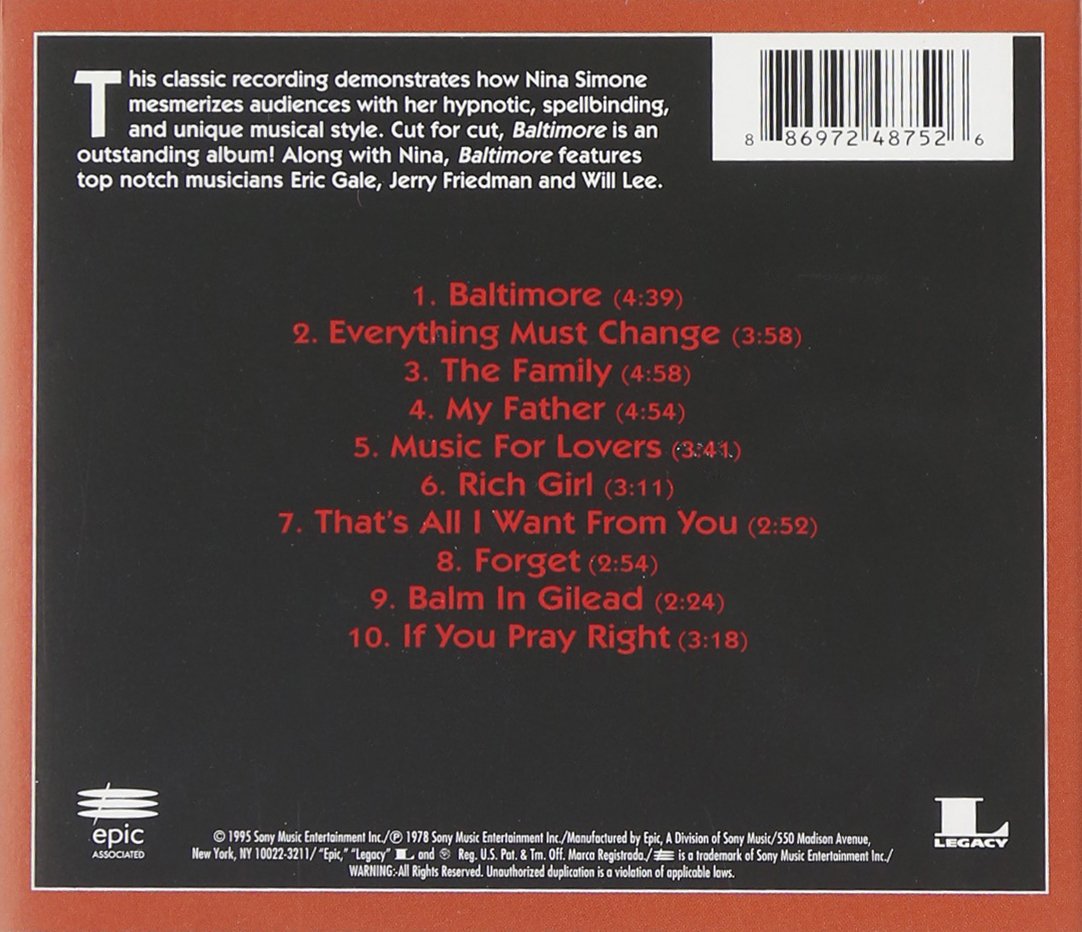 This classic recording demonstrates how Nina Simone
mesmerizes audiences with her hypnotic, spellbinding,
and unique musical style. Cut for cut, Baltimore is an
outstanding album! Along with Nina, Baltimore features
top notch musicians Eric Gale, Jerry Friedman and Will Lee.
8 86972 48752 6
1. Baltimore (4:39)
2. Everything Must Change (3:58)
3. The Family (4:58)
4. My Father (4:54)
5. Music For Lovers (3:41)
6. Rich Girl (3:11)
7. That's All I Want From You (2:52)
8. Forget (2:54)
9. Balm In Gilead (2:24)
10. If You Pray Right (3:18)
epic
ASSOCIATED
© 1995 Sony Music Entertainment Inc./℗ 1978 Sony Music Entertainment Inc./Manufactured by Epic, A Division of Sony Music/550 Madison Avenue,
New York, NY 10022-3211/ "Epic," "Legacy" L and Reg. U.S. Pat. & Tm. Off. Marca Registrada./ is a trademark of Sony Music Entertainment Inc./
WARNING:-All Rights Reserved. Unauthorized duplication is a violation of applicable laws.
L
LEGACY